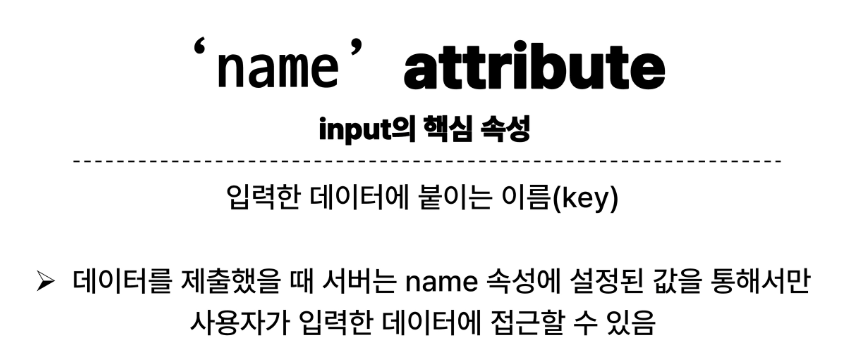 ‘name’ attribute
input의 핵심 속성
입력한 데이터에 붙이는 이름(key)
➢ 데이터를 제출했을 때 서버는 name 속성에 설정된 값을 통해서만
사용자가 입력한 데이터에 접근할 수 있음